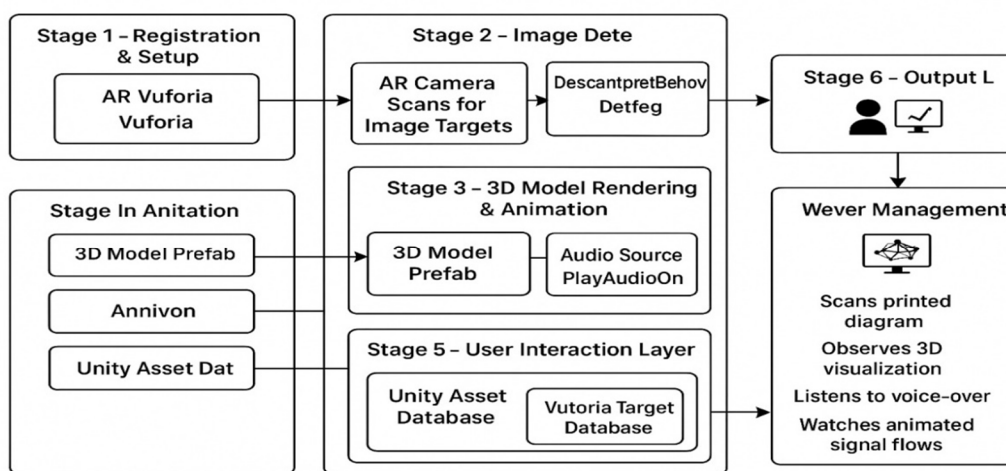 Stage 1 – Registration
& Setup
AR Vuforia
Vuforia
Stage In Anitation
3D Model Prefab
Annivon
Unity Asset Dat
Stage 2 – Image Dete
AR Camera
Scans for
Image Targets
DescantpretBehov
Detfeg
Stage 3 – 3D Model Rendering
& Animation
3D Model
Prefab
Audio Source
PlayAudioOn
Stage 5 – User Interaction Layer
Unity Asset
Database
Vutoria Target
Database
Stage 6 – Output L
Wever Management
Scans printed
diagram
Observes 3D
visualization
Listens to voice-over
Watches animated
signal flows